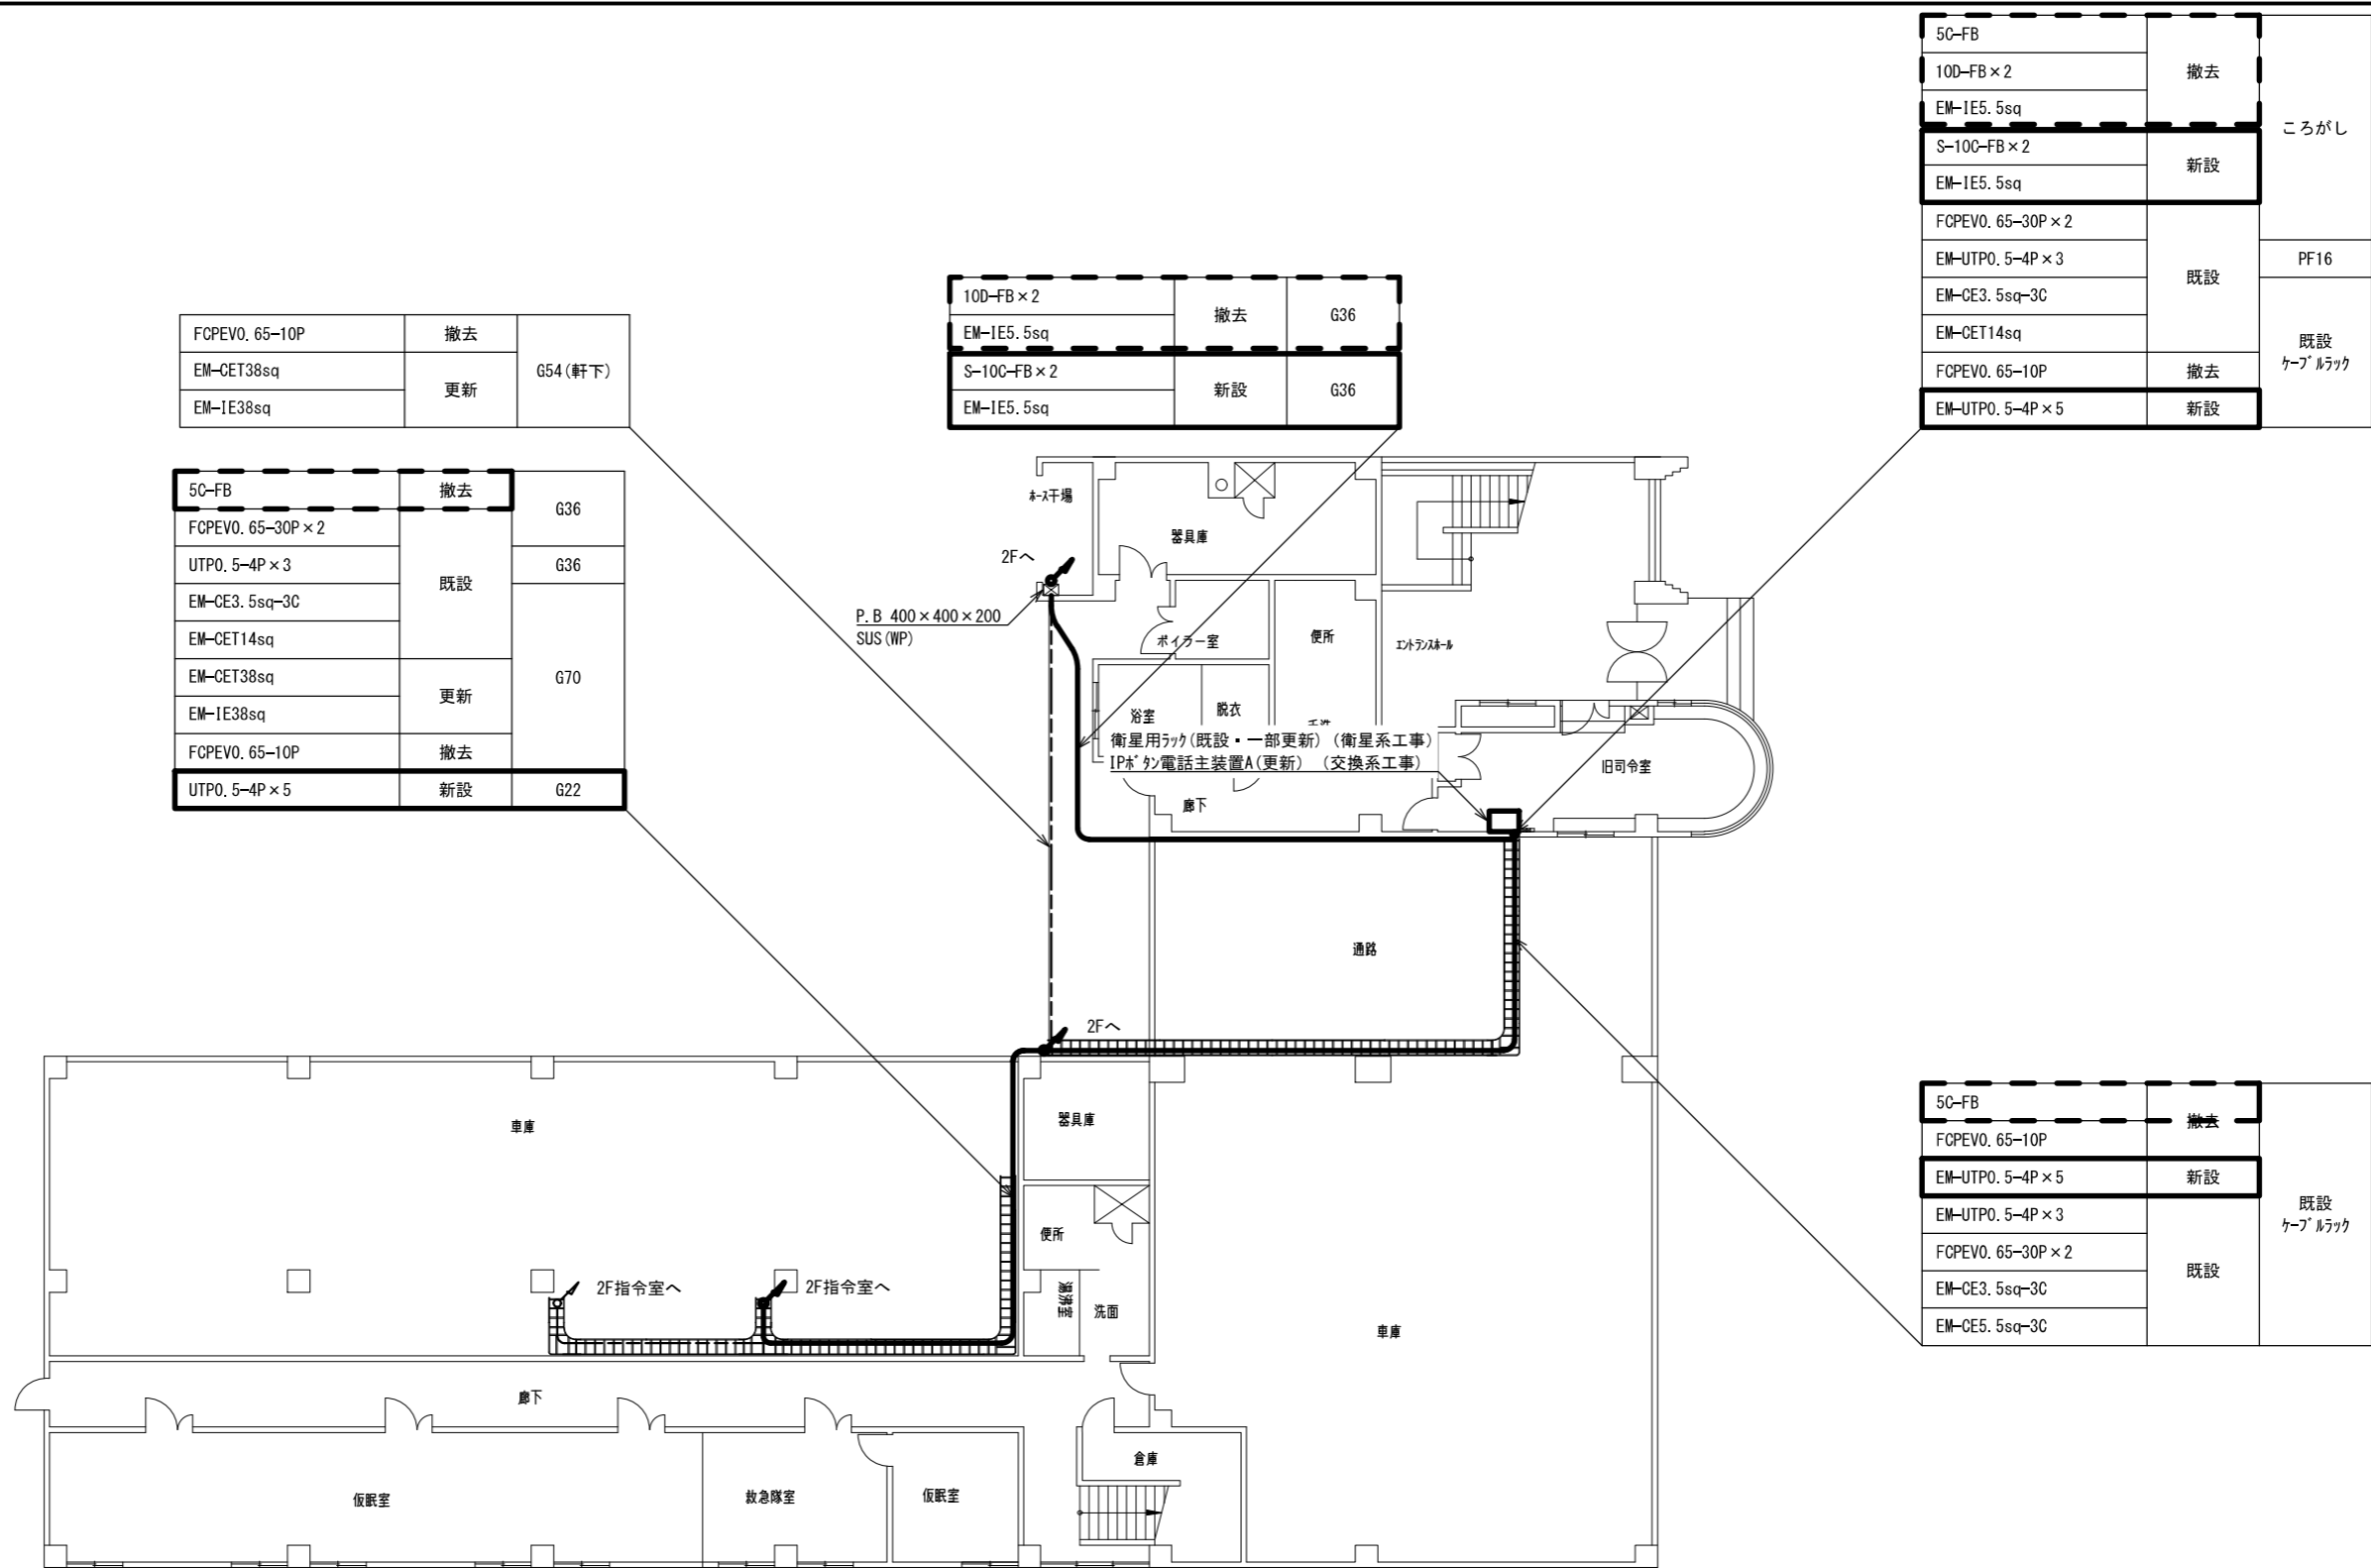 5C-FB
10D-FB×2
EM-IE5.5sq
撤去
S-10C-FB×2
EM-IE5.5sq
新設
ころがし
FCPEV0.65-30P×2
EM-UTP0.5-4P×3
EM-CE3.5sq-3C
EM-CET14sq
既設
PF16
FCPEV0.65-10P
撤去
EM-UTP0.5-4P×5
新設
既設
ケーブルラック
10D-FB×2
EM-IE5.5sq
撤去
G36
S-10C-FB×2
EM-IE5.5sq
新設
G36
FCPEV0.65-10P
撤去
EM-CET38sq
EM-IE38sq
更新
G54(軒下)
5C-FB
撤去
G36
FCPEV0.65-30P×2
UTP0.5-4P×3
G36
EM-CE3.5sq-3C
EM-CET14sq
既設
EM-CET38sq
EM-IE38sq
更新
G70
FCPEV0.65-10P
撤去
UTP0.5-4P×5
新設
G22
ホース干場
器具庫
2Fへ
P.B 400×400×200
SUS(WP)
ボイラー室
便所
エントランスホール
浴室
脱衣
衛星用ラック(既設・一部更新)(衛星系工事)
IPボタン電話主装置A(更新) (交換系工事)
旧司令室
廊下
通路
2Fへ
車庫
器具庫
便所
洗面
2F指令室へ
2F指令室へ
車庫
廊下
倉庫
仮眠室
救急隊室
仮眠室
5C-FB
撤去
FCPEV0.65-10P
EM-UTP0.5-4P×5
新設
EM-UTP0.5-4P×3
FCPEV0.65-30P×2
EM-CE3.5sq-3C
EM-CE5.5sq-3C
既設
既設
ケーブルラック